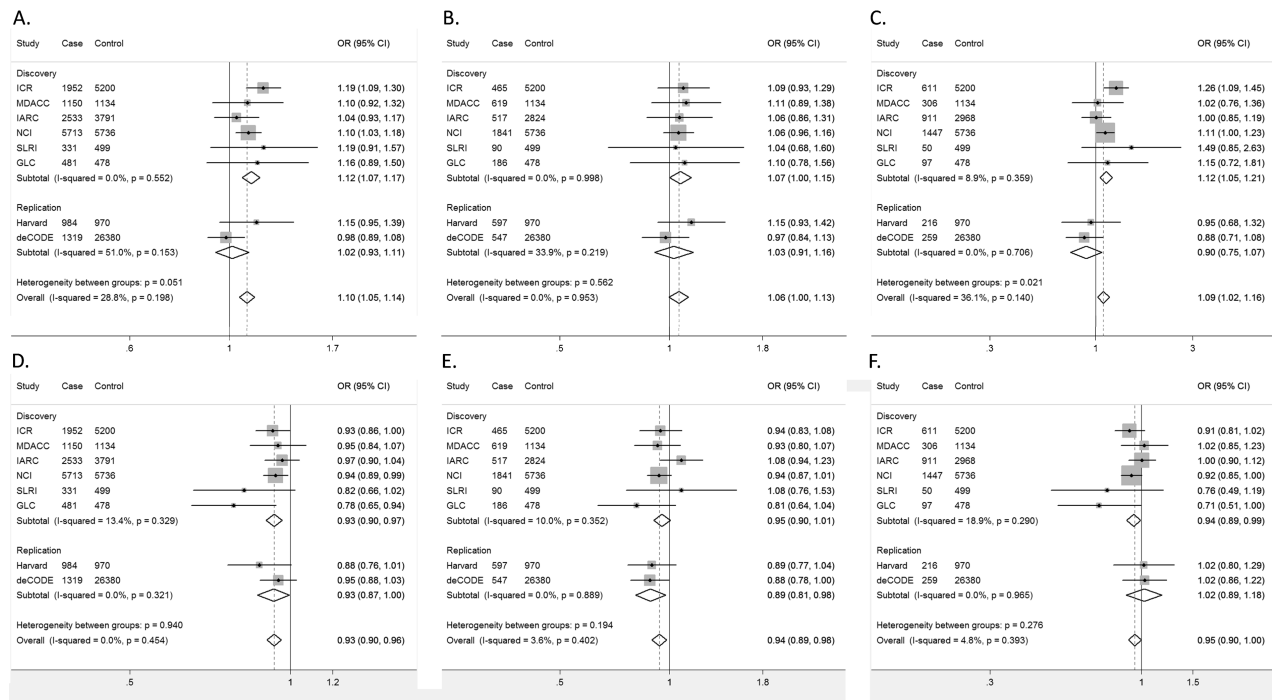 A.
Study Case Control OR (95% CI)
Discovery
ICR 1952 5200 1.19 (1.09, 1.30)
MDACC 1150 1134 1.10 (0.92, 1.32)
IARC 2533 3791 1.04 (0.93, 1.17)
NCI 5713 5736 1.10 (1.03, 1.18)
SLRI 331 499 1.19 (0.91, 1.57)
GLC 481 478 1.16 (0.89, 1.50)
Subtotal (I-squared = 0.0%, p = 0.552) 1.12 (1.07, 1.17)
Replication
Harvard 984 970 1.15 (0.95, 1.39)
deCODE 1319 26380 0.98 (0.89, 1.08)
Subtotal (I-squared = 51.0%, p = 0.153) 1.02 (0.93, 1.11)
Heterogeneity between groups: p = 0.051
Overall (I-squared = 28.8%, p = 0.198) 1.10 (1.05, 1.14)
.6 1 1.7
B.
Study Case Control OR (95% CI)
Discovery
ICR 465 5200 1.09 (0.93, 1.29)
MDACC 619 1134 1.11 (0.89, 1.38)
IARC 517 2824 1.06 (0.86, 1.31)
NCI 1841 5736 1.06 (0.96, 1.16)
SLRI 90 499 1.04 (0.68, 1.60)
GLC 186 478 1.10 (0.78, 1.56)
Subtotal (I-squared = 0.0%, p = 0.998) 1.07 (1.00, 1.15)
Replication
Harvard 597 970 1.15 (0.93, 1.42)
deCODE 547 26380 0.97 (0.84, 1.13)
Subtotal (I-squared = 33.9%, p = 0.219) 1.03 (0.91, 1.16)
Heterogeneity between groups: p = 0.562
Overall (I-squared = 0.0%, p = 0.953) 1.06 (1.00, 1.13)
.5 1 1.8
C.
Study Case Control OR (95% CI)
Discovery
ICR 611 5200 1.26 (1.09, 1.45)
MDACC 306 1134 1.02 (0.76, 1.36)
IARC 911 2968 1.00 (0.85, 1.19)
NCI 1447 5736 1.11 (1.00, 1.23)
SLRI 50 499 1.49 (0.85, 2.63)
GLC 97 478 1.15 (0.72, 1.81)
Subtotal (I-squared = 8.9%, p = 0.359) 1.12 (1.05, 1.21)
Replication
Harvard 216 970 0.95 (0.68, 1.32)
deCODE 259 26380 0.88 (0.71, 1.08)
Subtotal (I-squared = 0.0%, p = 0.706) 0.90 (0.75, 1.07)
Heterogeneity between groups: p = 0.021
Overall (I-squared = 36.1%, p = 0.140) 1.09 (1.02, 1.16)
.3 1 3
D.
Study Case Control OR (95% CI)
Discovery
ICR 1952 5200 0.93 (0.86, 1.00)
MDACC 1150 1134 0.95 (0.84, 1.07)
IARC 2533 3791 0.97 (0.90, 1.04)
NCI 5713 5736 0.94 (0.89, 0.99)
SLRI 331 499 0.82 (0.66, 1.02)
GLC 481 478 0.78 (0.65, 0.94)
Subtotal (I-squared = 13.4%, p = 0.329) 0.93 (0.90, 0.97)
Replication
Harvard 984 970 0.88 (0.76, 1.01)
deCODE 1319 26380 0.95 (0.88, 1.03)
Subtotal (I-squared = 0.0%, p = 0.321) 0.93 (0.87, 1.00)
Heterogeneity between groups: p = 0.940
Overall (I-squared = 0.0%, p = 0.454) 0.93 (0.90, 0.96)
.5 1 1.2
E.
Study Case Control OR (95% CI)
Discovery
ICR 465 5200 0.94 (0.83, 1.08)
MDACC 619 1134 0.93 (0.80, 1.07)
IARC 517 2824 1.08 (0.94, 1.23)
NCI 1841 5736 0.94 (0.87, 1.01)
SLRI 90 499 1.08 (0.76, 1.53)
GLC 186 478 0.81 (0.64, 1.04)
Subtotal (I-squared = 10.0%, p = 0.352) 0.95 (0.90, 1.01)
Replication
Harvard 597 970 0.89 (0.77, 1.04)
deCODE 547 26380 0.88 (0.78, 1.00)
Subtotal (I-squared = 0.0%, p = 0.889) 0.89 (0.81, 0.98)
Heterogeneity between groups: p = 0.194
Overall (I-squared = 3.6%, p = 0.402) 0.94 (0.89, 0.98)
.5 1 1.8
F.
Study Case Control OR (95% CI)
Discovery
ICR 611 5200 0.91 (0.81, 1.02)
MDACC 306 1134 1.02 (0.85, 1.23)
IARC 911 2968 1.00 (0.90, 1.12)
NCI 1447 5736 0.92 (0.85, 1.00)
SLRI 50 499 0.76 (0.49, 1.19)
GLC 97 478 0.71 (0.51, 1.00)
Subtotal (I-squared = 18.9%, p = 0.290) 0.94 (0.89, 0.99)
Replication
Harvard 216 970 1.02 (0.80, 1.29)
deCODE 259 26380 1.02 (0.86, 1.22)
Subtotal (I-squared = 0.0%, p = 0.965) 1.02 (0.89, 1.18)
Heterogeneity between groups: p = 0.276
Overall (I-squared = 4.8%, p = 0.393) 0.95 (0.90, 1.00)
.3 1 1.5